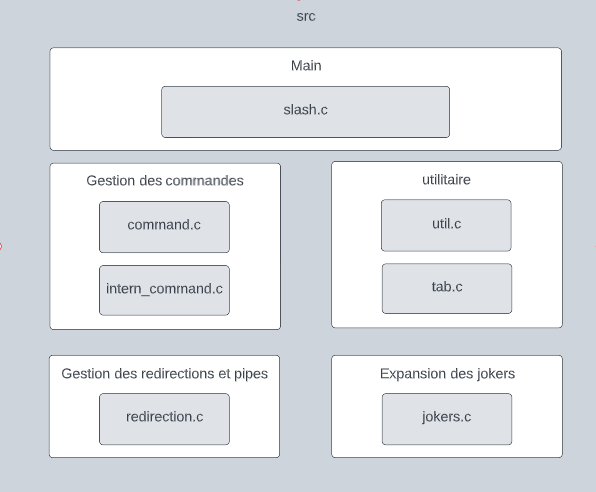 src
Main
slash.c
Gestion des commandes
command.c
intern_command.c
utilitaire
util.c
tab.c
Gestion des redirections et pipes
redirection.c
Expansion des jokers
jokers.c